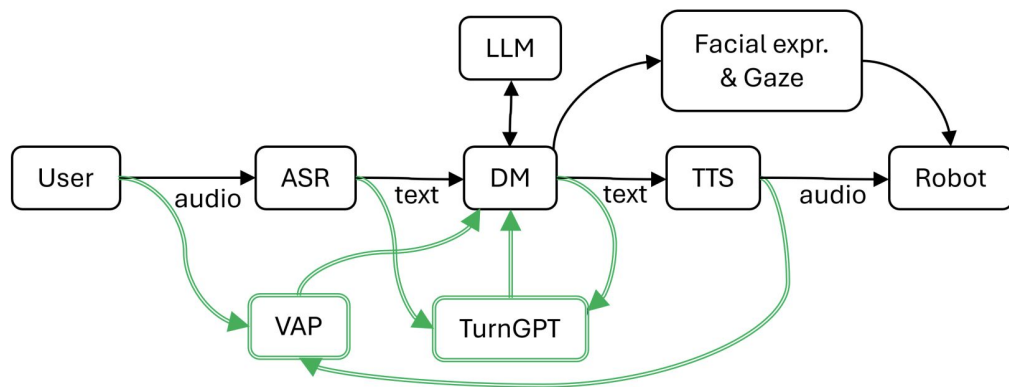 LLM
Facial expr.
& Gaze
User
audio
ASR
text
DM
text
TTS
audio
Robot
VAP
TurnGPT